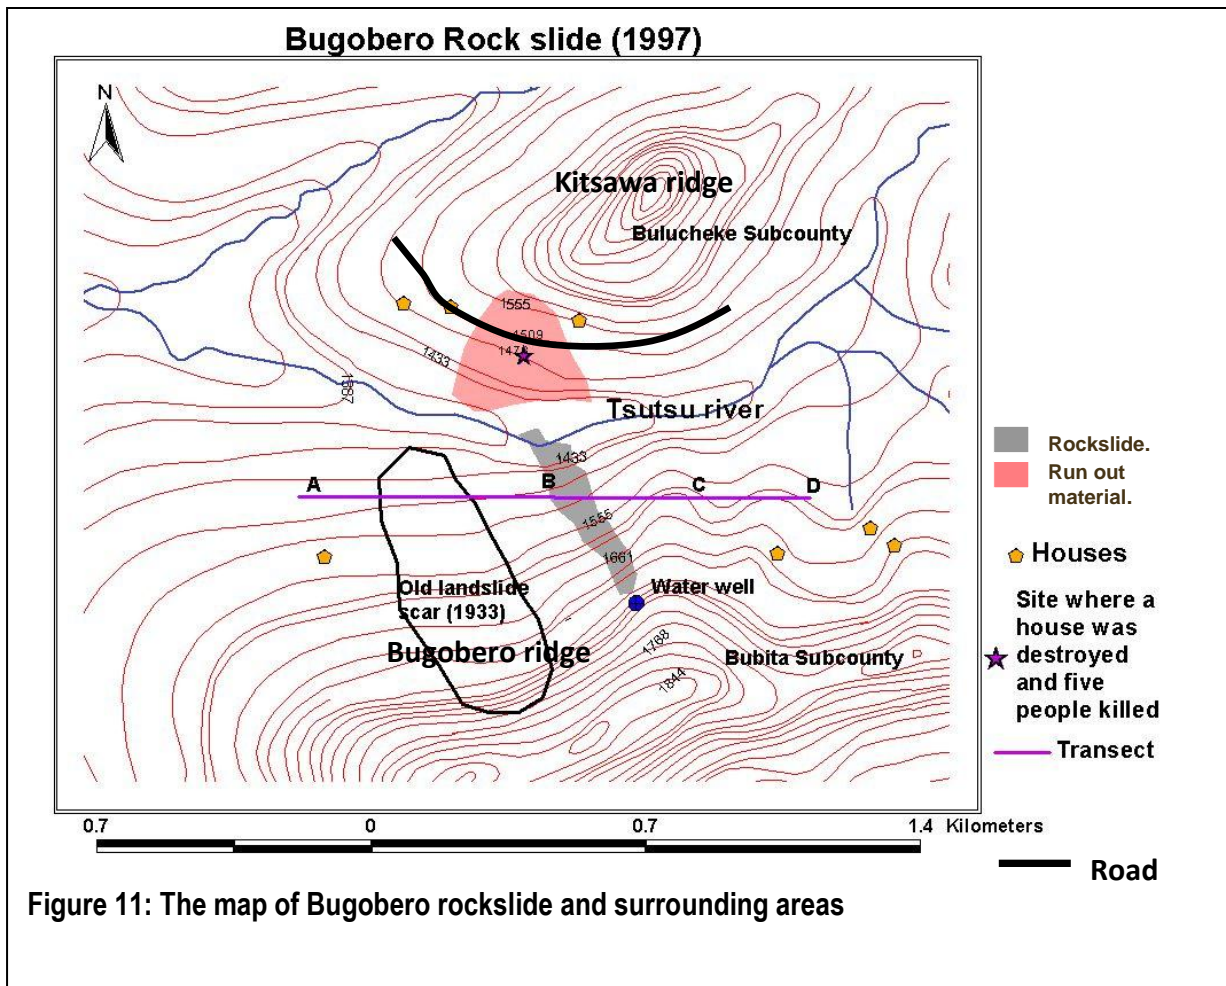 Bugobero Rock slide (1997)
N
Kitsawa ridge
Bulucheke Subcounty
1555
1509
1433
Tsutsu river
1433
A
B
C
D
1555
1661
Old landslide
scar (1933)
Water well
Bugobero ridge
1768
Bubita Subcounty
1844
Rockslide.
Run out
material.
Houses
Site where a
house was
destroyed
and five
people killed
Transect
0.7
0
0.7
1.4 Kilometers
Road
Figure 11: The map of Bugobero rockslide and surrounding areas